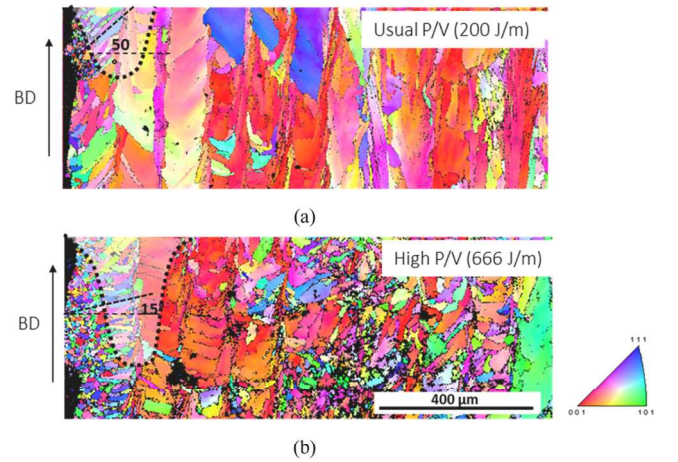 Usual P/V (200 J/m)
50
BD
(a)
High P/V (666 J/m)
BD
15°
111
400 µm
001
101
(b)